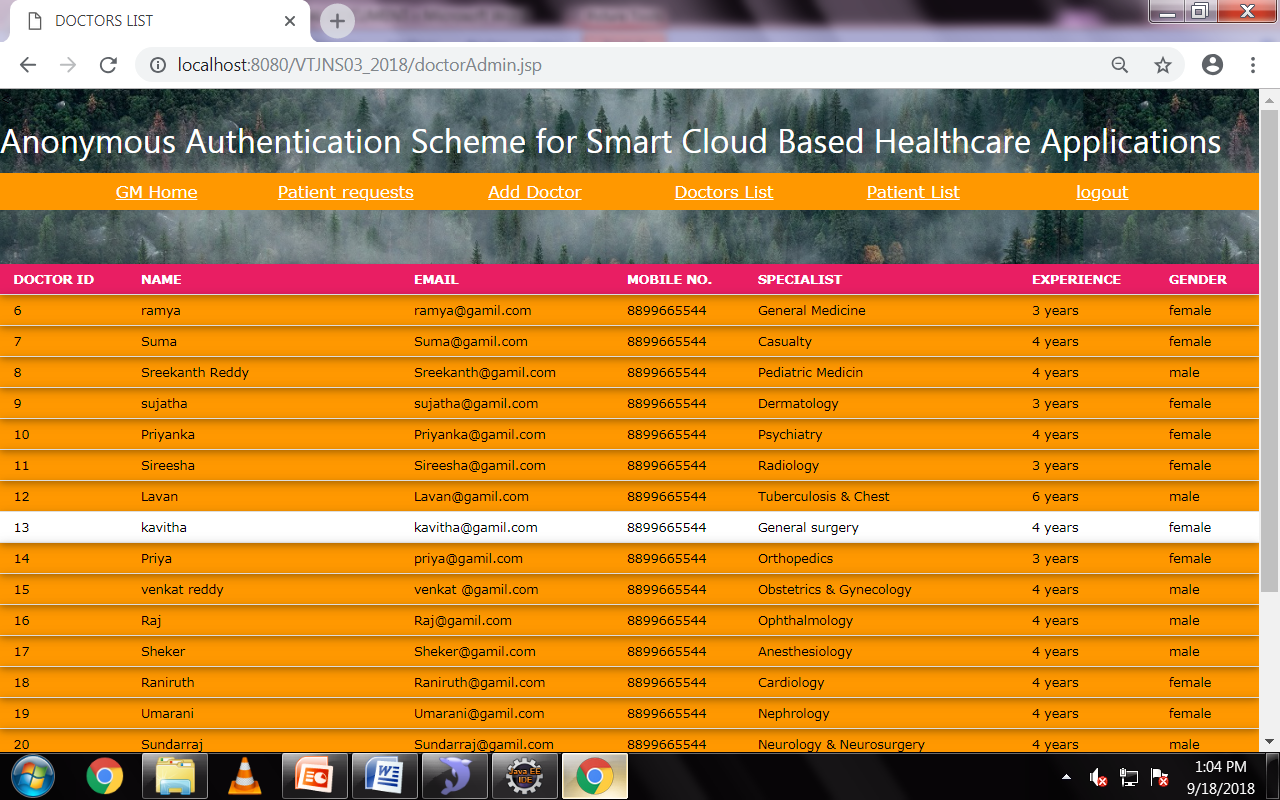 DOCTORS LIST
localhost:8080/VTJNS03_2018/doctorAdmin.jsp
Anonymous Authentication Scheme for Smart Cloud Based Healthcare Applications
GM Home Patient requests Add Doctor Doctors List Patient List logout
DOCTOR ID NAME EMAIL MOBILE NO. SPECIALIST EXPERIENCE GENDER
6 ramya ramya@gamil.com 8899665544 General Medicine 3 years female
7 Suma Suma@gamil.com 8899665544 Casualty 4 years female
8 Sreekanth Reddy Sreekanth@gamil.com 8899665544 Pediatric Medicin 4 years male
9 sujatha sujatha@gamil.com 8899665544 Dermatology 3 years female
10 Priyanka Priyanka@gamil.com 8899665544 Psychiatry 4 years female
11 Sireesha Sireesha@gamil.com 8899665544 Radiology 3 years female
12 Lavan Lavan@gamil.com 8899665544 Tuberculosis & Chest 6 years male
13 kavitha kavitha@gamil.com 8899665544 General surgery 4 years female
14 Priya priya@gamil.com 8899665544 Orthopedics 3 years female
15 venkat reddy venkat @gamil.com 8899665544 Obstetrics & Gynecology 4 years male
16 Raj Raj@gamil.com 8899665544 Ophthalmology 4 years male
17 Sheker Sheker@gamil.com 8899665544 Anesthesiology 4 years male
18 Raniruth Raniruth@gamil.com 8899665544 Cardiology 4 years female
19 Umarani Umarani@gamil.com 8899665544 Nephrology 4 years female
20 Sundarraj Sundarraj@gamil.com 8899665544 Neurology & Neurosurgery 4 years male
Java EE
IDE
1:04 PM
9/18/2018